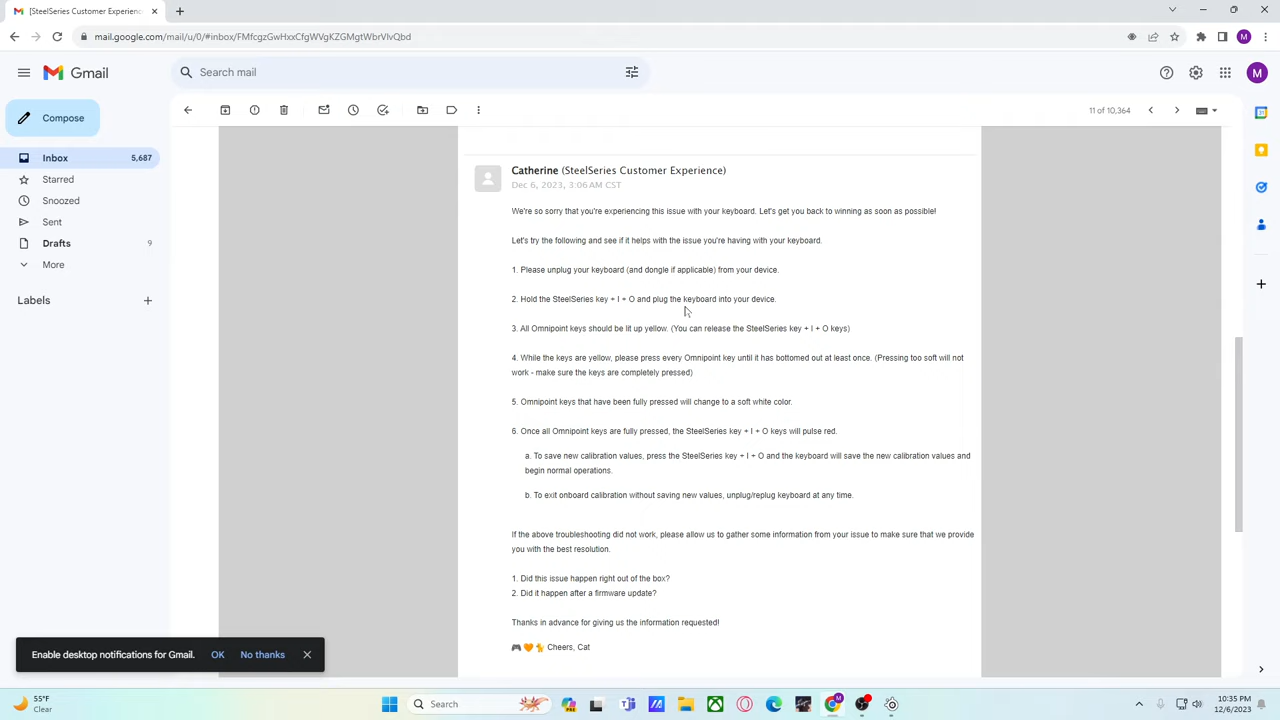 [SteelSeries Customer Experienc
mail.google.com/mail/u/0/#inbox/FMfcgzGwHxxCfgWVgKZGMgtWbrVlvQbd
M
Gmail
Search mail
M
Compose
11 of 10,364
Inbox 5,687
Starred
Snoozed
Sent
Drafts 9
More
Labels
Catherine (SteelSeries Customer Experience)
Dec 6, 2023, 3:06 AM CST
We're so sorry that you're experiencing this issue with your keyboard. Let's get you back to winning as soon as possible!
Let's try the following and see if it helps with the issue you're having with your keyboard.
1. Please unplug your keyboard (and dongle if applicable) from your device.
2. Hold the SteelSeries key + I + O and plug the keyboard into your device.
3. All Omnipoint keys should be lit up yellow. (You can release the SteelSeries key + I + O keys)
4. While the keys are yellow, please press every Omnipoint key until it has bottomed out at least once. (Pressing too soft will not
work - make sure the keys are completely pressed)
5. Omnipoint keys that have been fully pressed will change to a soft white color.
6. Once all Omnipoint keys are fully pressed, the SteelSeries key + I + O keys will pulse red.
a. To save new calibration values, press the SteelSeries key + I + O and the keyboard will save the new calibration values and
begin normal operations.
b. To exit onboard calibration without saving new values, unplug/replug keyboard at any time.
If the above troubleshooting did not work, please allow us to gather some information from your issue to make sure that we provide
you with the best resolution.
1. Did this issue happen right out of the box?
2. Did it happen after a firmware update?
Thanks in advance for giving us the information requested!
🎮 🧡 🐈 Cheers, Cat
Enable desktop notifications for Gmail. OK No thanks
55°F
Clear
Search
10:35 PM
12/6/2023